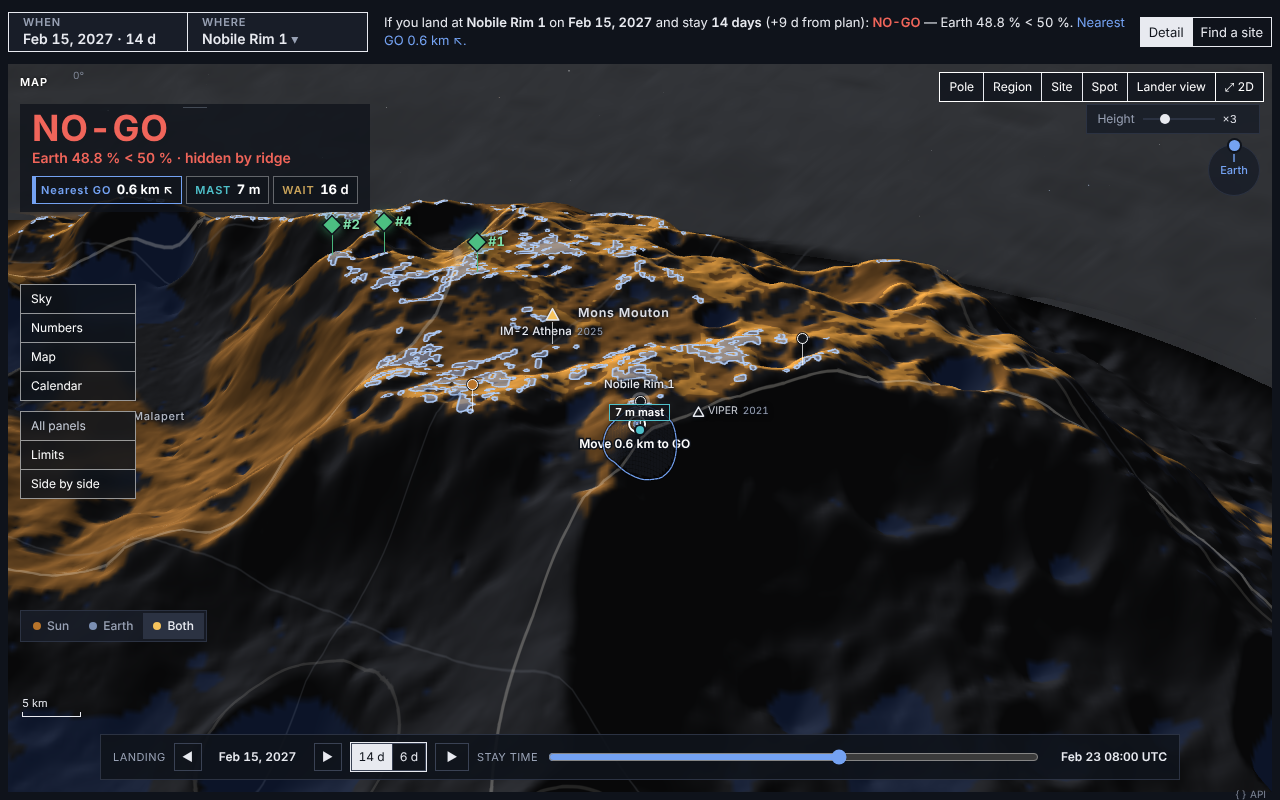 WHEN
Feb 15, 2027 · 14 d
WHERE
Nobile Rim 1 ▾
If you land at Nobile Rim 1 on Feb 15, 2027 and stay 14 days (+9 d from plan): NO-GO — Earth 48.8 % < 50 %. Nearest
GO 0.6 km ↖.
Detail
Find a site
MAP
0°
Pole
Region
Site
Spot
Lander view
⤢ 2D
Height
×3
Earth
NO-GO
Earth 48.8 % < 50 % · hidden by ridge
Nearest GO 0.6 km ↖
MAST 7 m
WAIT 16 d
#2
#4
#1
Sky
Numbers
Map
Calendar
Mons Mouton
IM-2 Athena 2025
Nobile Rim 1
7 m mast
VIPER 2021
Move 0.6 km to GO
Malapert
All panels
Limits
Side by side
Sun
Earth
Both
5 km
LANDING
◀
Feb 15, 2027
▶
14 d
6 d
▶
STAY TIME
Feb 23 08:00 UTC
{ } API